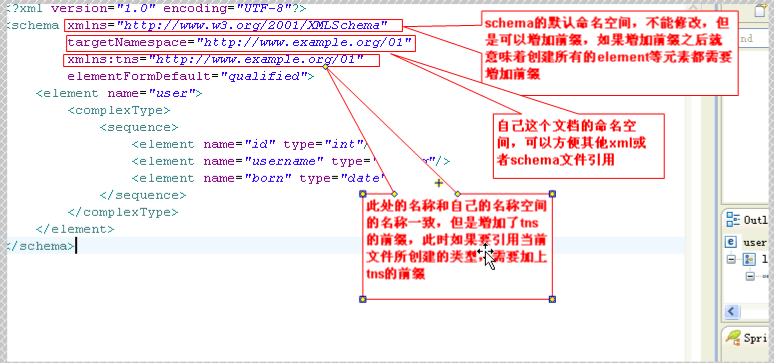 <?xml version="1.0" encoding="UTF-8"?>
<schema xmlns="http://www.w3.org/2001/XMLSchema"
targetNamespace="http://www.example.org/01"
xmlns:tns="http://www.example.org/01"
elementFormDefault="qualified">
<element name="user">
<complexType>
<sequence>
<element name="id" type="int"/
<element name="username" type="
"/>
<element name="born" type="date"
</sequence>
</complexType>
</element>
</schema>
schema的默认命名空间，不能修改，但
是可以增加前缀，如果增加前缀之后就
意味着创建所有的element等元素都需要
增加前缀
自己这个文档的命名空
间，可以方便其他xml或
者schema文件引用
此处的名称和自己的名称空间
的名称一致，但是增加了tns
的前缀，此时如果要引用当前
文件所创建的类型，需要加上
tns的前缀
nd
Outl
user
Spri